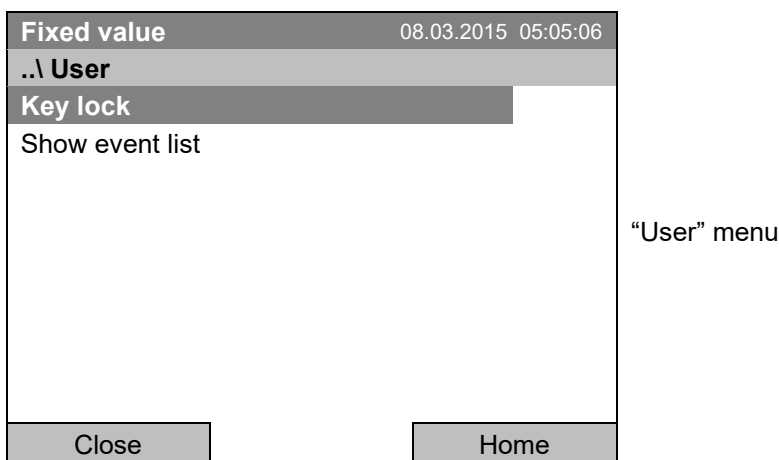 Fixed value 08.03.2015 05:05:06
..\ User
Key lock
Show event list
“User” menu
Close Home